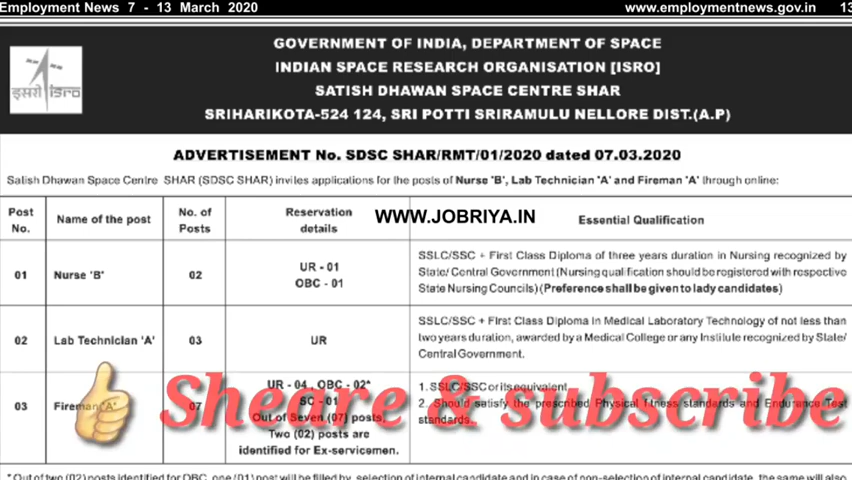 Employment News 7 - 13 March 2020
www.employmentnews.gov.in 13
GOVERNMENT OF INDIA, DEPARTMENT OF SPACE
INDIAN SPACE RESEARCH ORGANISATION [ISRO]
SATISH DHAWAN SPACE CENTRE SHAR
SRIHARIKOTA-524 124, SRI POTTI SRIRAMULU NELLORE DIST.(A.P)
इसरो isro
ADVERTISEMENT No. SDSC SHAR/RMT/01/2020 dated 07.03.2020
Satish Dhawan Space Centre SHAR (SDSC SHAR) invites applications for the posts of Nurse 'B', Lab Technician 'A' and Fireman 'A' through online:
Post No.
Name of the post
No. of Posts
Reservation details
WWW.JOBRIYA.IN
Essential Qualification
01
Nurse 'B'
02
UR - 01
OBC - 01
SSLC/SSC + First Class Diploma of three years duration in Nursing recognized by
State/ Central Government (Nursing qualification should be registered with respective
State Nursing Councils) (Preference shall be given to lady candidates)
02
Lab Technician 'A'
03
UR
SSLC/SSC + First Class Diploma in Medical Laboratory Technology of not less than
two years duration, awarded by a Medical College or any Institute recognized by State/
Central Government.
03
Fireman 'A'
07
UR - 04, OBC - 02*
SC - 01
Out of Seven (07) posts,
Two (02) posts are
identified for Ex-servicemen.
1. SSLC/SSC or its equivalent
2. Should satisfy the prescribed Physical fitness standards and Endurance Test
standards.
Sheare & subscribe
* Out of two (02) posts identified for OBC, one (01) post will be filled by, selection of internal candidate and in case of non-selection of internal candidate, the same will also